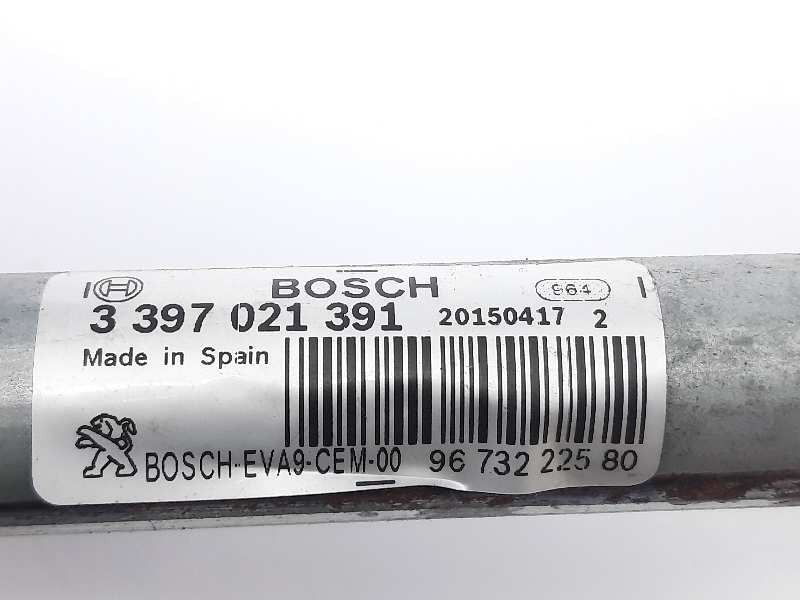 BOSCH 964
3 397 021 391 20150417 2
Made in Spain
BOSCH-EVA9-CEM-00 96 732 225 80